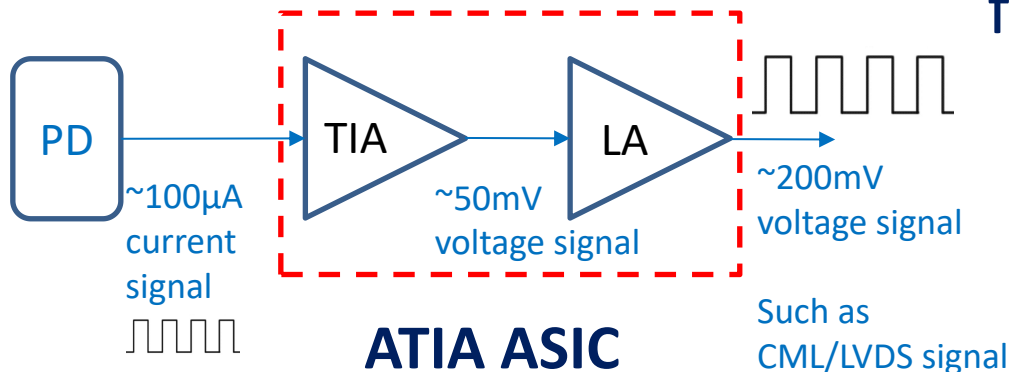 T
PD
TIA
LA
~100µA
current
signal
~50mV
voltage signal
~200mV
voltage signal
ATIA ASIC
Such as
CML/LVDS signal